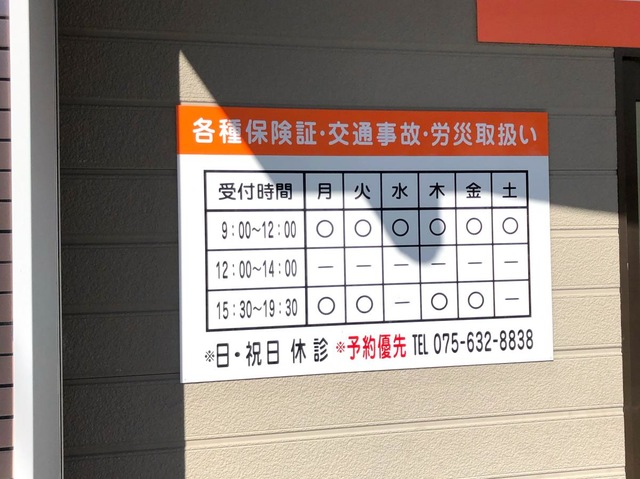 各種保険証・交通事故・労災取扱い
受付時間 月 火 水 木 金 土
9:00～12:00 ○ ○ ○ ○ ○ ○
12:00～14:00 － － － － － －
15:30～19:30 ○ ○ － ○ ○ －
※日・祝日 休診 ※予約優先 TEL 075-632-8838